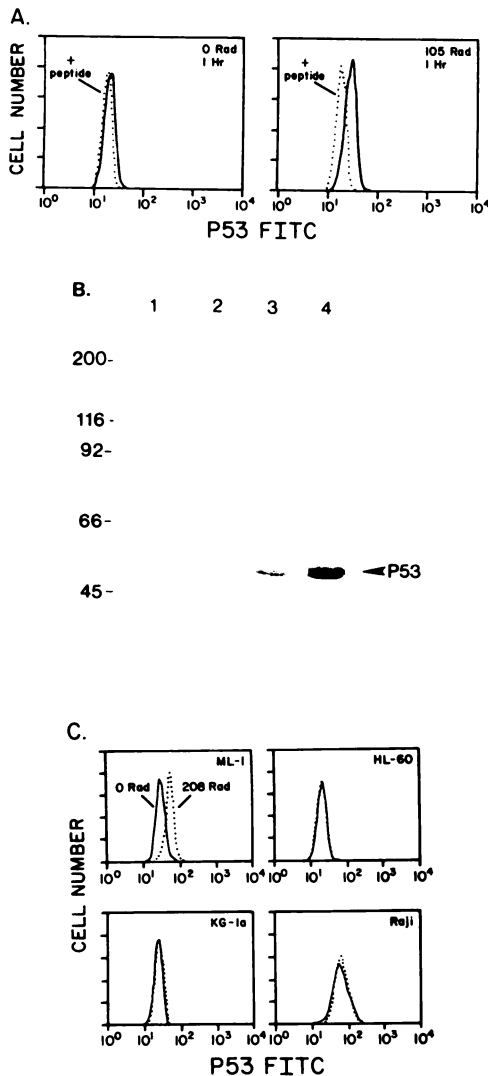 A.
CELL NUMBER
+
peptide
0 Rad
1 Hr
10⁰ 10¹ 10² 10³ 10⁴
+
peptide
105 Rad
1 Hr
10⁰ 10¹ 10² 10³ 10⁴
P53 FITC
B.
1 2 3 4
200-
116-
92-
66-
45-
P53
C.
CELL NUMBER
ML-1
0 Rad 208 Rad
10⁰ 10¹ 10² 10³ 10⁴
HL-60
10⁰ 10¹ 10² 10³ 10⁴
KG-1a
10⁰ 10¹ 10² 10³ 10⁴
Raji
10⁰ 10¹ 10² 10³ 10⁴
P53 FITC